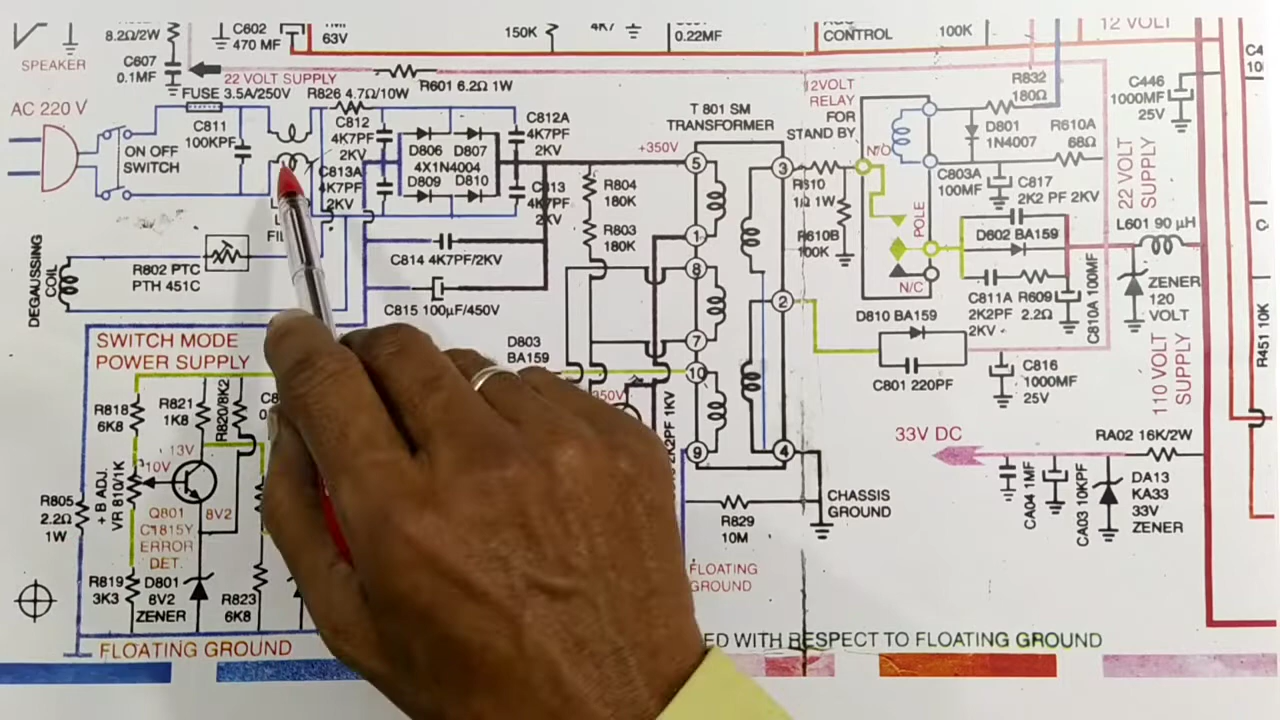 8.2Ω/2W
C602
470 MF
63V
150K
4K7
0.22MF
CONTROL
100K
12 VOLT
SPEAKER
C607
0.1MF
22 VOLT SUPPLY
R601 6.2Ω 1W
12VOLT
RELAY
FOR
STAND BY
R832
180Ω
C446
1000MF
25V
C4
10
AC 220 V
FUSE 3.5A/250V
R826 4.7Ω/10W
C811
100KPF
C812
4K7PF
2KV
C812A
4K7PF
2KV
T 801 SM
TRANSFORMER
D801
1N4007
R610A
68Ω
ON OFF
SWITCH
D806
D807
4X1N4004
D809
D810
+350V
5
3
N/O
C813A
4K7PF
2KV
C813
4K7PF
2KV
R804
180K
R610
1Ω 1W
C803A
100MF
C817
2K2 PF 2KV
22 VOLT
SUPPLY
R803
180K
1
R610B
100K
POLE
D602 BA159
L601 90 µH
DEGAUSSING
COIL
R802 PTC
PTH 451C
C814 4K7PF/2KV
8
N/C
C811A
2K2PF
2KV
R609
2.2Ω
C810A 100MF
ZENER
120
VOLT
C815 100µF/450V
2
D810 BA159
R451 10K
SWITCH MODE
POWER SUPPLY
D803
BA159
7
C801 220PF
C816
1000MF
25V
110 VOLT
SUPPLY
10
R818
6K8
R821
1K8
R820/8K2
350V
2K2PF 1KV
33V DC
RA02 16K/2W
13V
10V
9
4
R805
2.2Ω
1W
+ B ADJ.
VR 810/1K
Q801
C1815Y
ERROR
DET.
8V2
R829
10M
CHASSIS
GROUND
CA04 1MF
CA03 10KPF
DA13
KA33
33V
ZENER
R819
3K3
D801
8V2
ZENER
R823
6K8
FLOATING
GROUND
FLOATING GROUND
ED WITH RESPECT TO FLOATING GROUND